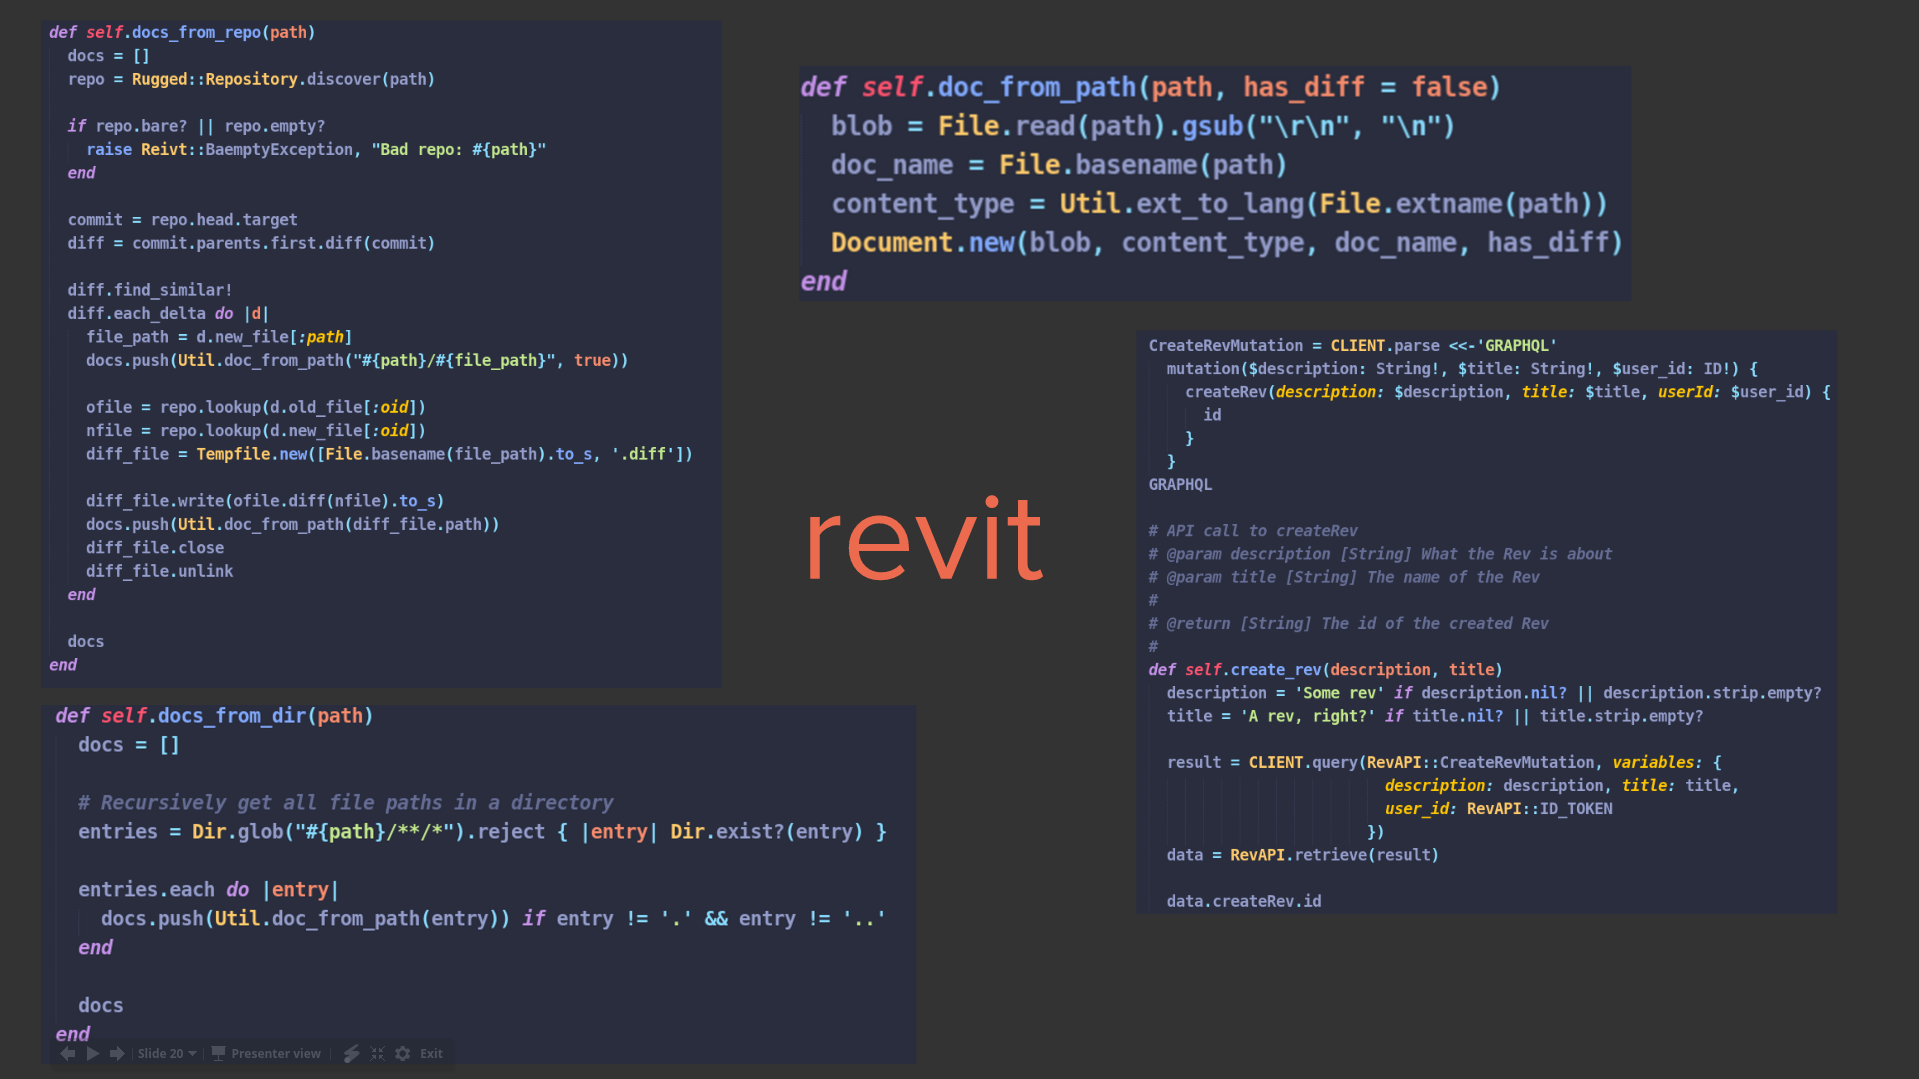 def self.docs_from_repo(path)
  docs = []
  repo = Rugged::Repository.discover(path)

  if repo.bare? || repo.empty?
    raise Reivt::BaemptyException, "Bad repo: #{path}"
  end

  commit = repo.head.target
  diff = commit.parents.first.diff(commit)

  diff.find_similar!
  diff.each_delta do |d|
    file_path = d.new_file[:path]
    docs.push(Util.doc_from_path("#{path}/#{file_path}", true))

    ofile = repo.lookup(d.old_file[:oid])
    nfile = repo.lookup(d.new_file[:oid])
    diff_file = Tempfile.new([File.basename(file_path).to_s, '.diff'])

    diff_file.write(ofile.diff(nfile).to_s)
    docs.push(Util.doc_from_path(diff_file.path))
    diff_file.close
    diff_file.unlink
  end

  docs
end
def self.docs_from_dir(path)
  docs = []

  # Recursively get all file paths in a directory
  entries = Dir.glob("#{path}/**/*").reject { |entry| Dir.exist?(entry) }

  entries.each do |entry|
    docs.push(Util.doc_from_path(entry)) if entry != '.' && entry != '..'
  end

  docs
end
def self.doc_from_path(path, has_diff = false)
  blob = File.read(path).gsub("\r\n", "\n")
  doc_name = File.basename(path)
  content_type = Util.ext_to_lang(File.extname(path))
  Document.new(blob, content_type, doc_name, has_diff)
end
revit
CreateRevMutation = CLIENT.parse <<-'GRAPHQL'
  mutation($description: String!, $title: String!, $user_id: ID!) {
    createRev(description: $description, title: $title, userId: $user_id) {
      id
    }
  }
GRAPHQL

# API call to createRev
# @param description [String] What the Rev is about
# @param title [String] The name of the Rev
#
# @return [String] The id of the created Rev
#
def self.create_rev(description, title)
  description = 'Some rev' if description.nil? || description.strip.empty?
  title = 'A rev, right?' if title.nil? || title.strip.empty?

  result = CLIENT.query(RevAPI::CreateRevMutation, variables: {
                          description: description, title: title,
                          user_id: RevAPI::ID_TOKEN
                        })
  data = RevAPI.retrieve(result)

  data.createRev.id
Slide 20 Presenter view Exit